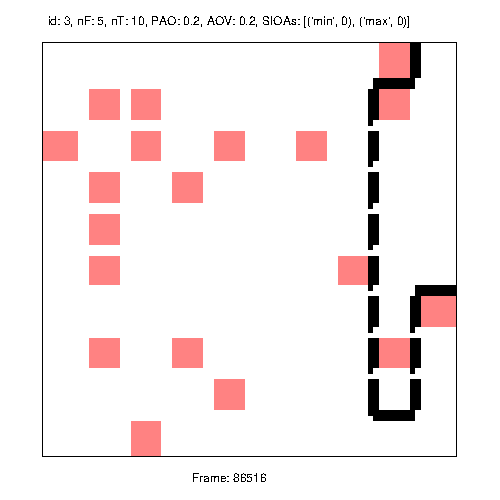 id: 3, nF: 5, nT: 10, PAO: 0.2, AOV: 0.2, SIOAs: [('min', 0), ('max', 0)]
Frame: 86516